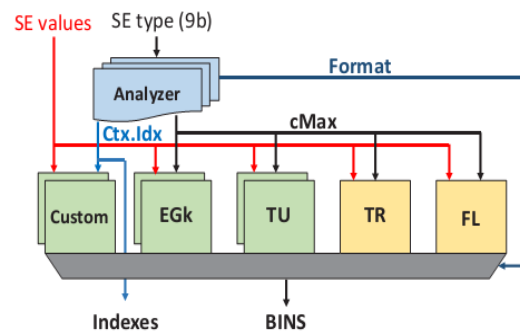 SE values
SE type (9b)
Analyzer
Format
Ctx.Idx
cMax
Custom
EGk
TU
TR
FL
Indexes
BINS